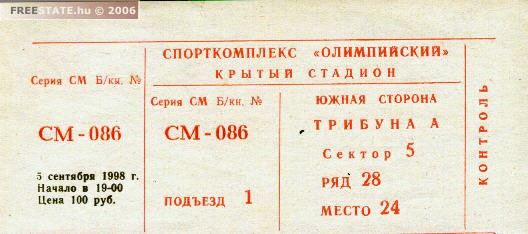 FREESTATE.hu © 2006
СПОРТКОМПЛЕКС «ОЛИМПИЙСКИЙ»
КРЫТЫЙ СТАДИОН
Серия СМ Б/кн. №
СМ-086
5 сентября 1998 г.
Начало в 19-00
Цена 100 руб.
Серия СМ Б/кн. №
СМ-086
ПОДЪЕЗД 1
ЮЖНАЯ СТОРОНА
ТРИБУНА А
Сектор 5
РЯД 28
МЕСТО 24
КОНТРОЛЬ